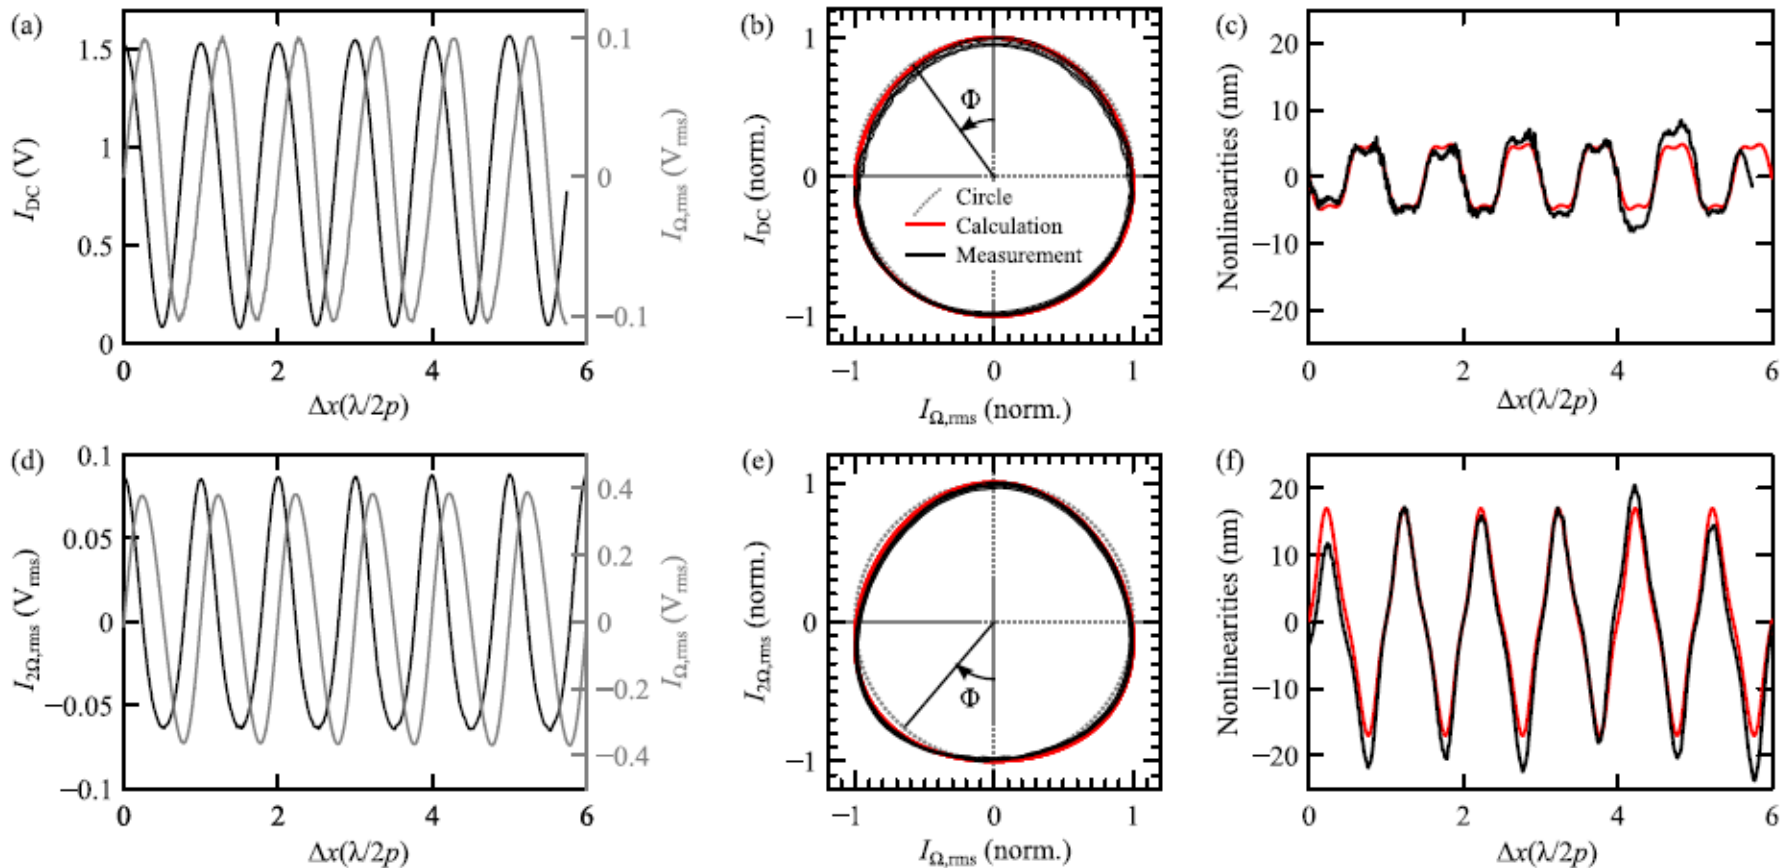 (a)
1.5
1
0.5
0
I_DC (V)
0.1
0
−0.1
I_Ω,rms (V_rms)
0 2 4 6
Δx(λ/2p)
(b)
1
0
−1
I_DC (norm.)
Φ
Circle
Calculation
Measurement
−1 0 1
I_Ω,rms (norm.)
(c)
20
10
0
−10
−20
Nonlinearities (nm)
0 2 4 6
Δx(λ/2p)
(d)
0.1
0.05
0
−0.05
−0.1
I_2Ω,rms (V_rms)
0.4
0.2
0
−0.2
−0.4
I_Ω,rms (V_rms)
0 2 4 6
Δx(λ/2p)
(e)
1
0
−1
I_2Ω,rms (norm.)
Φ
−1 0 1
I_Ω,rms (norm.)
(f)
20
10
0
−10
−20
Nonlinearities (nm)
0 2 4 6
Δx(λ/2p)